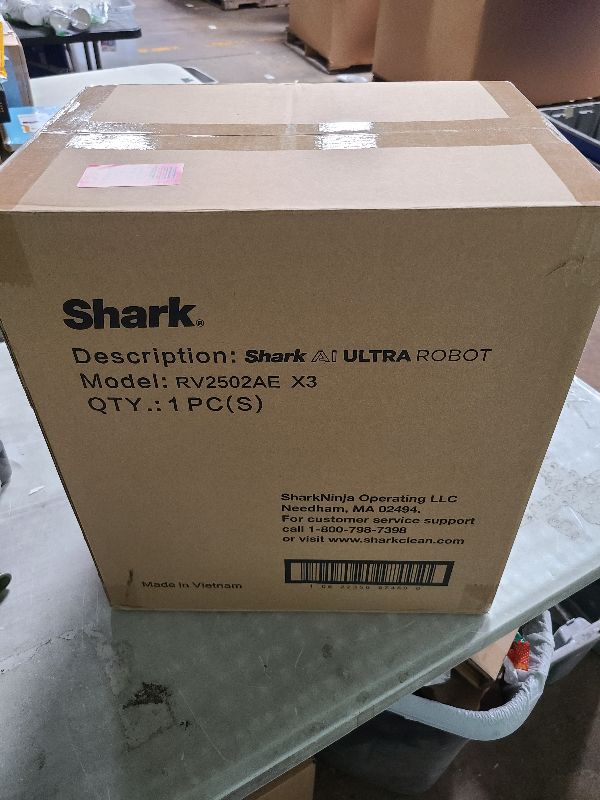 Shark®
Description: Shark AI ULTRA ROBOT
Model: RV2502AE X3
QTY.: 1 PC(S)
SharkNinja Operating LLC
Needham, MA 02494.
For customer service support
call 1-800-798-7398
or visit www.sharkclean.com
Made in Vietnam